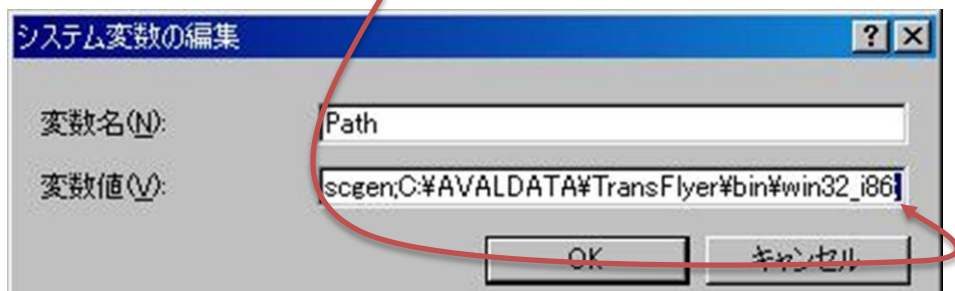 システム変数の編集
変数名(N):
Path
変数値(V):
scgen;C:¥AVALDATA¥TransFlyer¥bin¥win32_i86;
OK
キャンセル